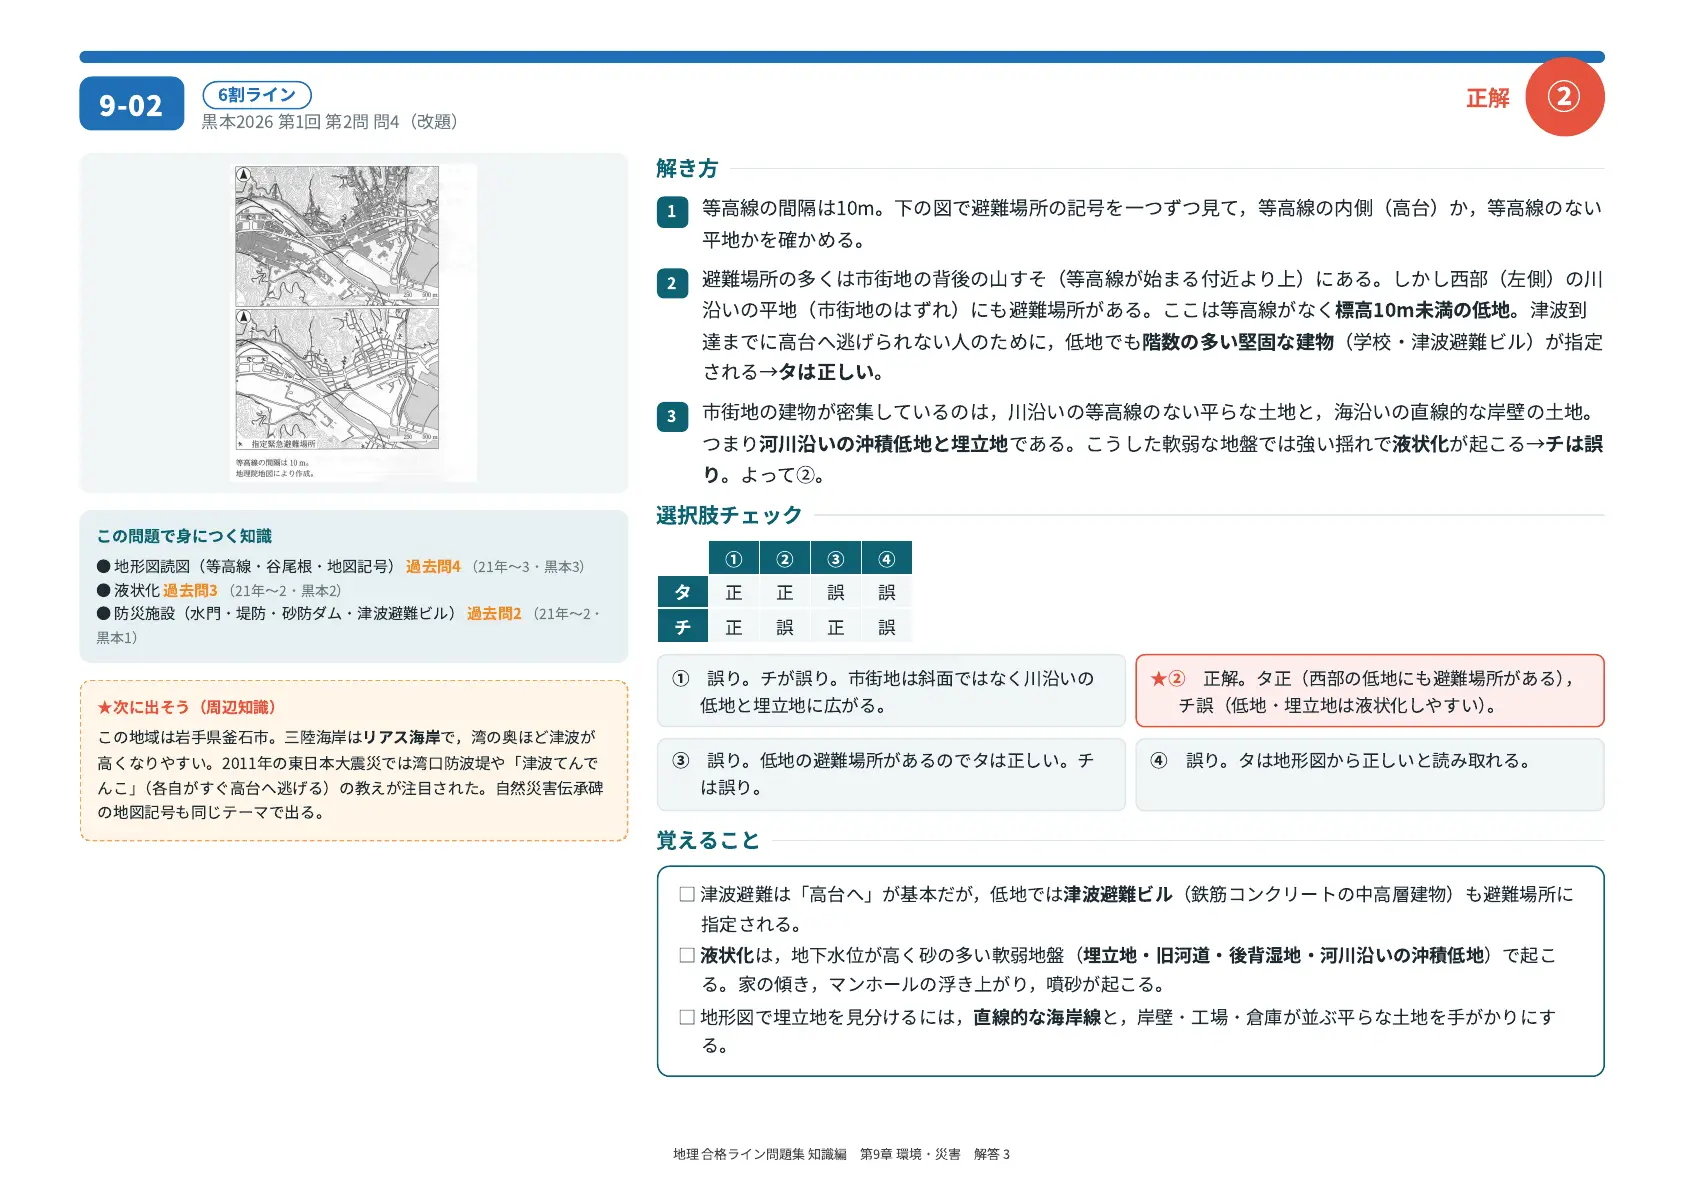 9-02
6割ライン
黒本2026 第1回 第2問 問4（改題）
正解 ②
250 500 m
250 500 m
指定緊急避難場所
等高線の間隔は 10 m。
地理院地図により作成。
この問題で身につく知識
● 地形図読図（等高線・谷尾根・地図記号） 過去問4 （21年〜3・黒本3）
● 液状化 過去問3 （21年〜2・黒本2）
● 防災施設（水門・堤防・砂防ダム・津波避難ビル） 過去問2 （21年〜2・
黒本1）
★次に出そう（周辺知識）
この地域は岩手県釜石市。三陸海岸はリアス海岸で，湾の奥ほど津波が
高くなりやすい。2011年の東日本大震災では湾口防波堤や「津波てんで
んこ」（各自がすぐ高台へ逃げる）の教えが注目された。自然災害伝承碑
の地図記号も同じテーマで出る。
解き方
1 等高線の間隔は10m。下の図で避難場所の記号を一つずつ見て，等高線の内側（高台）か，等高線のない
平地かを確かめる。
2 避難場所の多くは市街地の背後の山すそ（等高線が始まる付近より上）にある。しかし西部（左側）の川
沿いの平地（市街地のはずれ）にも避難場所がある。ここは等高線がなく標高10m未満の低地。津波到
達までに高台へ逃げられない人のために，低地でも階数の多い堅固な建物（学校・津波避難ビル）が指定
される→タは正しい。
3 市街地の建物が密集しているのは，川沿いの等高線のない平らな土地と，海沿いの直線的な岸壁の土地。
つまり河川沿いの沖積低地と埋立地である。こうした軟弱な地盤では強い揺れで液状化が起こる→チは誤
り。よって②。
選択肢チェック
① ② ③ ④
タ 正 正 誤 誤
チ 正 誤 正 誤
① 誤り。チが誤り。市街地は斜面ではなく川沿いの
低地と埋立地に広がる。
★② 正解。タ正（西部の低地にも避難場所がある），
チ誤（低地・埋立地は液状化しやすい）。
③ 誤り。低地の避難場所があるのでタは正しい。チ
は誤り。
④ 誤り。タは地形図から正しいと読み取れる。
覚えること
□ 津波避難は「高台へ」が基本だが，低地では津波避難ビル（鉄筋コンクリートの中高層建物）も避難場所に
指定される。
□ 液状化は，地下水位が高く砂の多い軟弱地盤（埋立地・旧河道・後背湿地・河川沿いの沖積低地）で起こ
る。家の傾き，マンホールの浮き上がり，噴砂が起こる。
□ 地形図で埋立地を見分けるには，直線的な海岸線と，岸壁・工場・倉庫が並ぶ平らな土地を手がかりにす
る。
地理 合格ライン問題集 知識編 第9章 環境・災害 解答 3